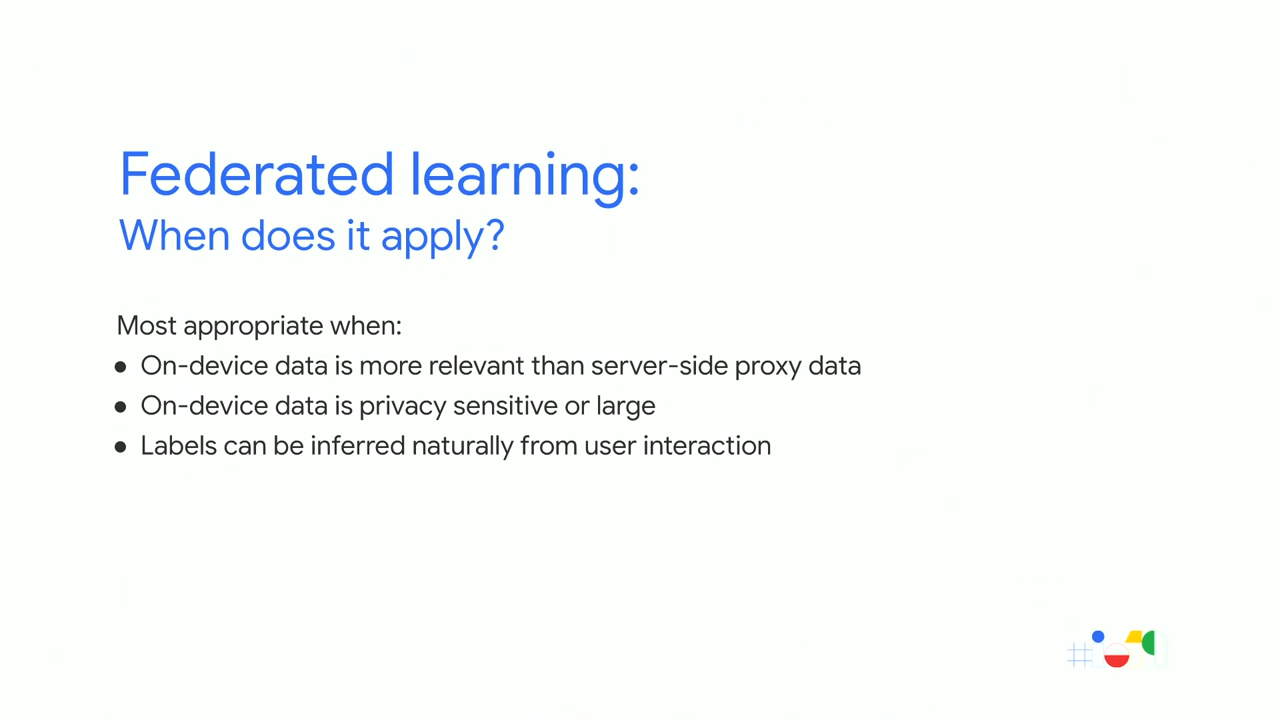 Federated learning:
When does it apply?
Most appropriate when:
● On-device data is more relevant than server-side proxy data
● On-device data is privacy sensitive or large
● Labels can be inferred naturally from user interaction